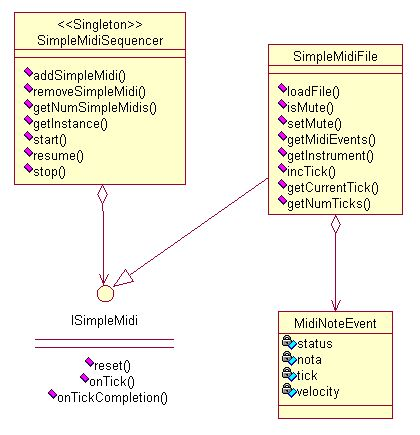 <<Singleton>>
SimpleMidiSequencer
addSimpleMidi()
removeSimpleMidi()
getNumSimpleMidis()
getInstance()
start()
resume()
stop()
SimpleMidiFile
loadFile()
isMute()
setMute()
getMidiEvents()
getInstrument()
incTick()
getCurrentTick()
getNumTicks()
ISimpleMidi
reset()
onTick()
onTickCompletion()
MidiNoteEvent
status
nota
tick
velocity